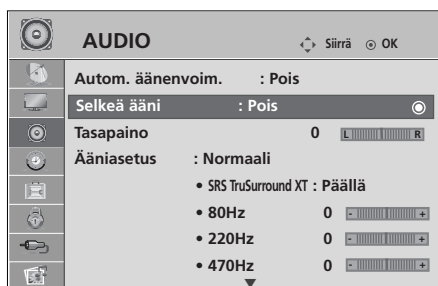 AUDIO Siirrä OK
Autom. äänenvoim. : Pois
Selkeä ääni : Pois
Tasapaino 0 L R
Ääniasetus : Normaali
• SRS TruSurround XT : Päällä
• 80Hz 0 - +
• 220Hz 0 - +
• 470Hz 0 - +